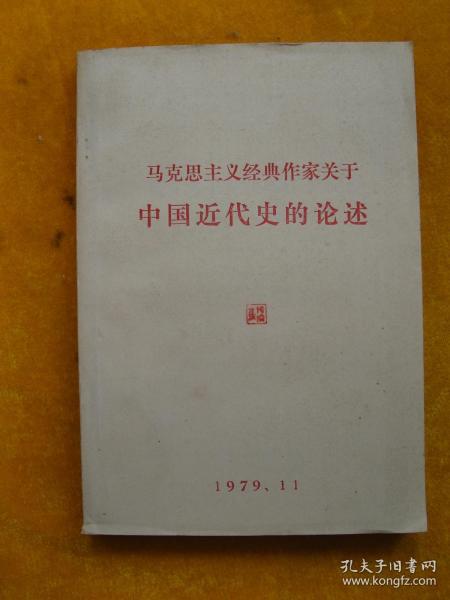 马克思主义经典作家关于
中国近代史的论述
1979、11
孔夫子旧书网
www.kongfz.com